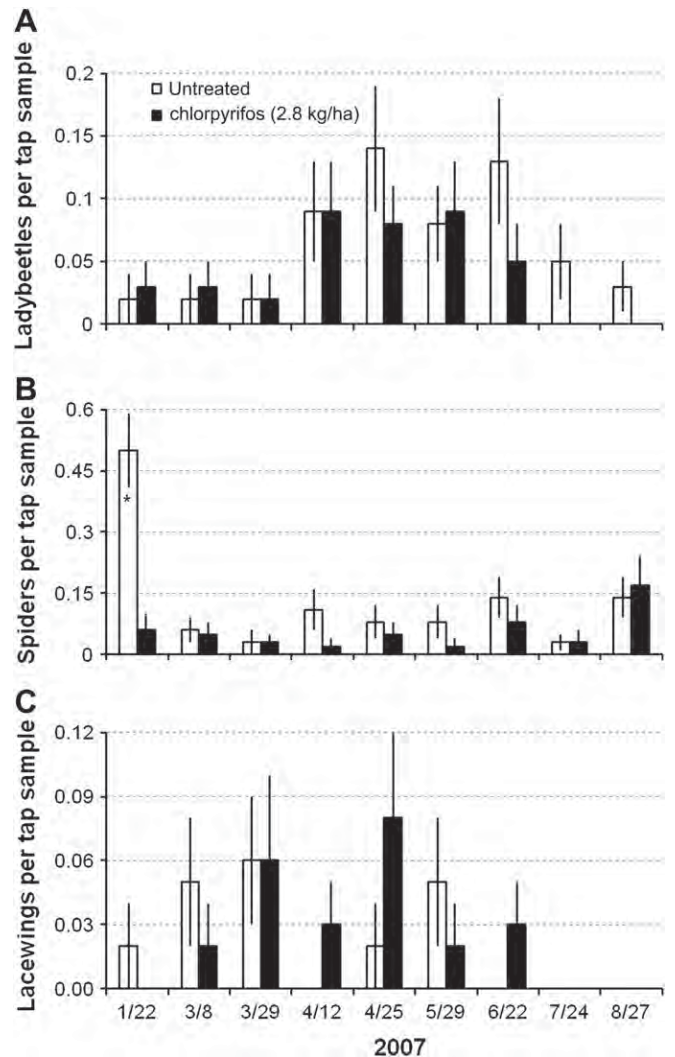 A
Ladybeetles per tap sample
0.2
0.15
0.1
0.05
0
Untreated
chlorpyrifos (2.8 kg/ha)
B
Spiders per tap sample
0.6
0.45
0.3
0.15
0
*
C
Lacewings per tap sample
0.12
0.09
0.06
0.03
0.00
1/22 3/8 3/29 4/12 4/25 5/29 6/22 7/24 8/27
2007